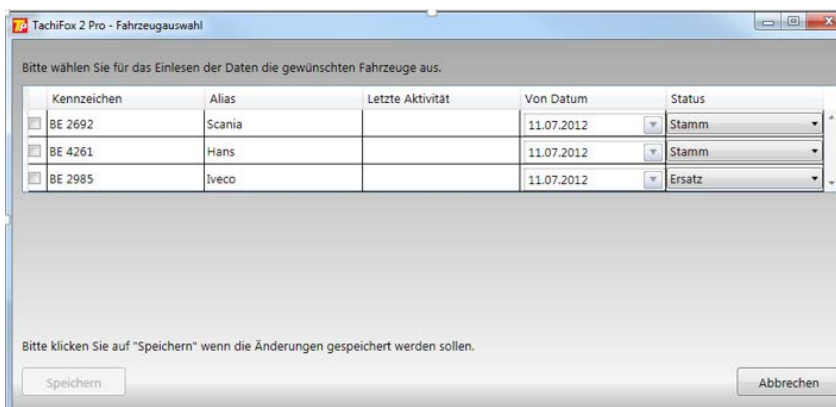 TachiFox 2 Pro - Fahrzeugauswahl
Bitte wählen Sie für das Einlesen der Daten die gewünschten Fahrzeuge aus.
Kennzeichen Alias Letzte Aktivität Von Datum Status
BE 2692 Scania 11.07.2012 Stamm
BE 4261 Hans 11.07.2012 Stamm
BE 2985 Iveco 11.07.2012 Ersatz
Bitte klicken Sie auf "Speichern" wenn die Änderungen gespeichert werden sollen.
Speichern Abbrechen